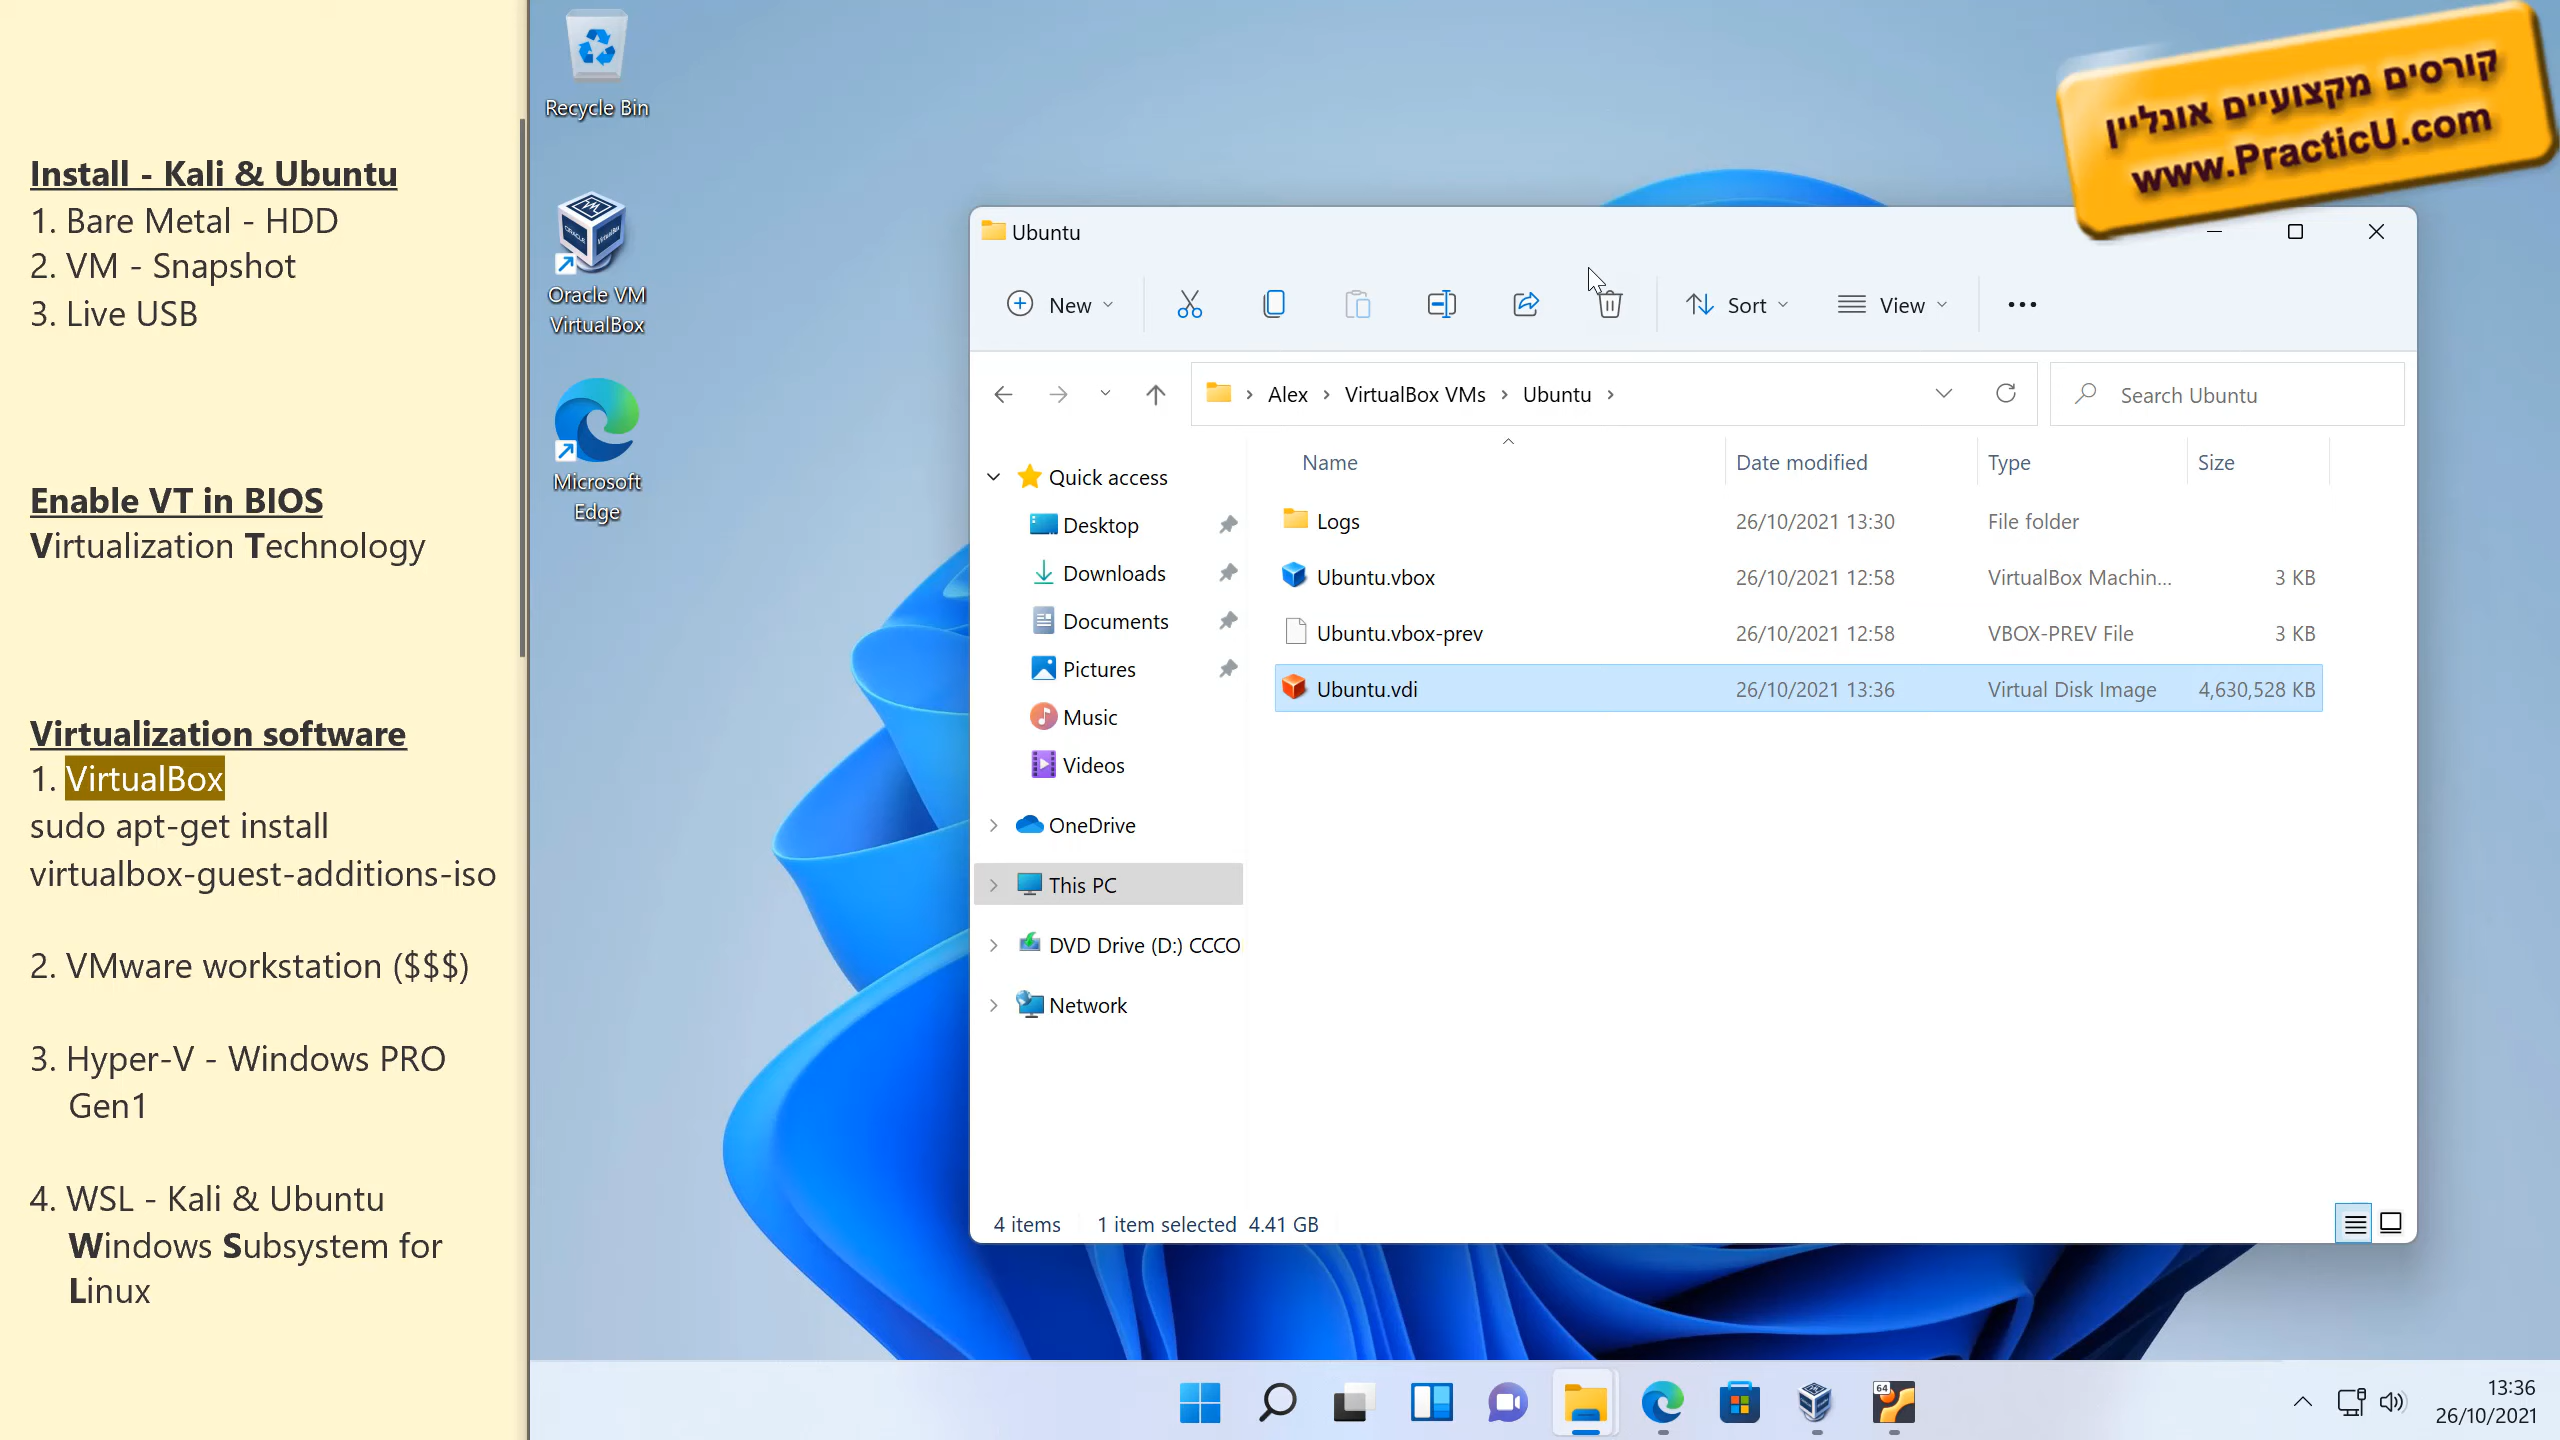 Install - Kali & Ubuntu
1. Bare Metal - HDD
2. VM - Snapshot
3. Live USB
Enable VT in BIOS
Virtualization Technology
Virtualization software
1. VirtualBox
sudo apt-get install
virtualbox-guest-additions-iso
2. VMware workstation ($$$)
3. Hyper-V - Windows PRO
Gen1
4. WSL - Kali & Ubuntu
Windows Subsystem for
Linux
Recycle Bin
Oracle VM
VirtualBox
Microsoft
Edge
קורסים מקצועיים אונליין
www.PracticU.com
Ubuntu
New
Sort
View
Alex > VirtualBox VMs > Ubuntu >
Search Ubuntu
Quick access
Desktop
Downloads
Documents
Pictures
Music
Videos
OneDrive
This PC
DVD Drive (D:) CCCO
Network
Name Date modified Type Size
Logs 26/10/2021 13:30 File folder
Ubuntu.vbox 26/10/2021 12:58 VirtualBox Machin... 3 KB
Ubuntu.vbox-prev 26/10/2021 12:58 VBOX-PREV File 3 KB
Ubuntu.vdi 26/10/2021 13:36 Virtual Disk Image 4,630,528 KB
4 items 1 item selected 4.41 GB
64
13:36
26/10/2021